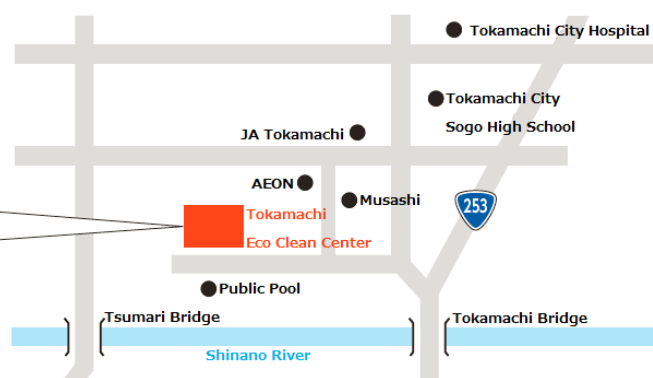 Tokamachi City Hospital
Tokamachi City
Sogo High School
JA Tokamachi
AEON
Musashi
253
Tokamachi
Eco Clean Center
Public Pool
Tsumari Bridge
Tokamachi Bridge
Shinano River